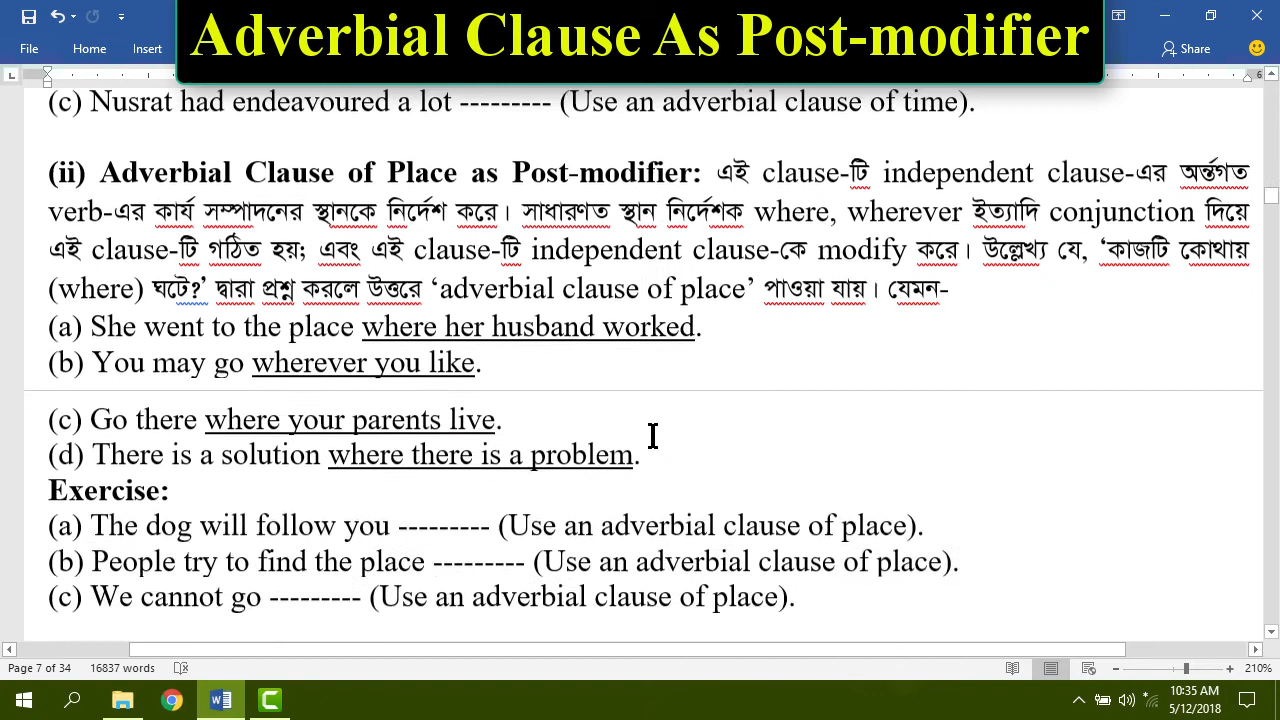 Adverbial Clause As Post-modifier
File Home Insert Share
(c) Nusrat had endeavoured a lot --------- (Use an adverbial clause of time).
(ii) Adverbial Clause of Place as Post-modifier: এই clause-টি independent clause-এর অর্ন্তগত
verb-এর কার্য সম্পাদনের স্থানকে নির্দেশ করে। সাধারণত স্থান নির্দেশক where, wherever ইত্যাদি conjunction দিয়ে
এই clause-টি গঠিত হয়; এবং এই clause-টি independent clause-কে modify করে। উল্লেখ্য যে, ‘কাজটি কোথায়
(where) ঘটে?’ দ্বারা প্রশ্ন করলে উত্তরে ‘adverbial clause of place’ পাওয়া যায়। যেমন-
(a) She went to the place where her husband worked.
(b) You may go wherever you like.
(c) Go there where your parents live.
(d) There is a solution where there is a problem.
Exercise:
(a) The dog will follow you --------- (Use an adverbial clause of place).
(b) People try to find the place --------- (Use an adverbial clause of place).
(c) We cannot go --------- (Use an adverbial clause of place).
Page 7 of 34 16837 words 210%
10:35 AM
5/12/2018